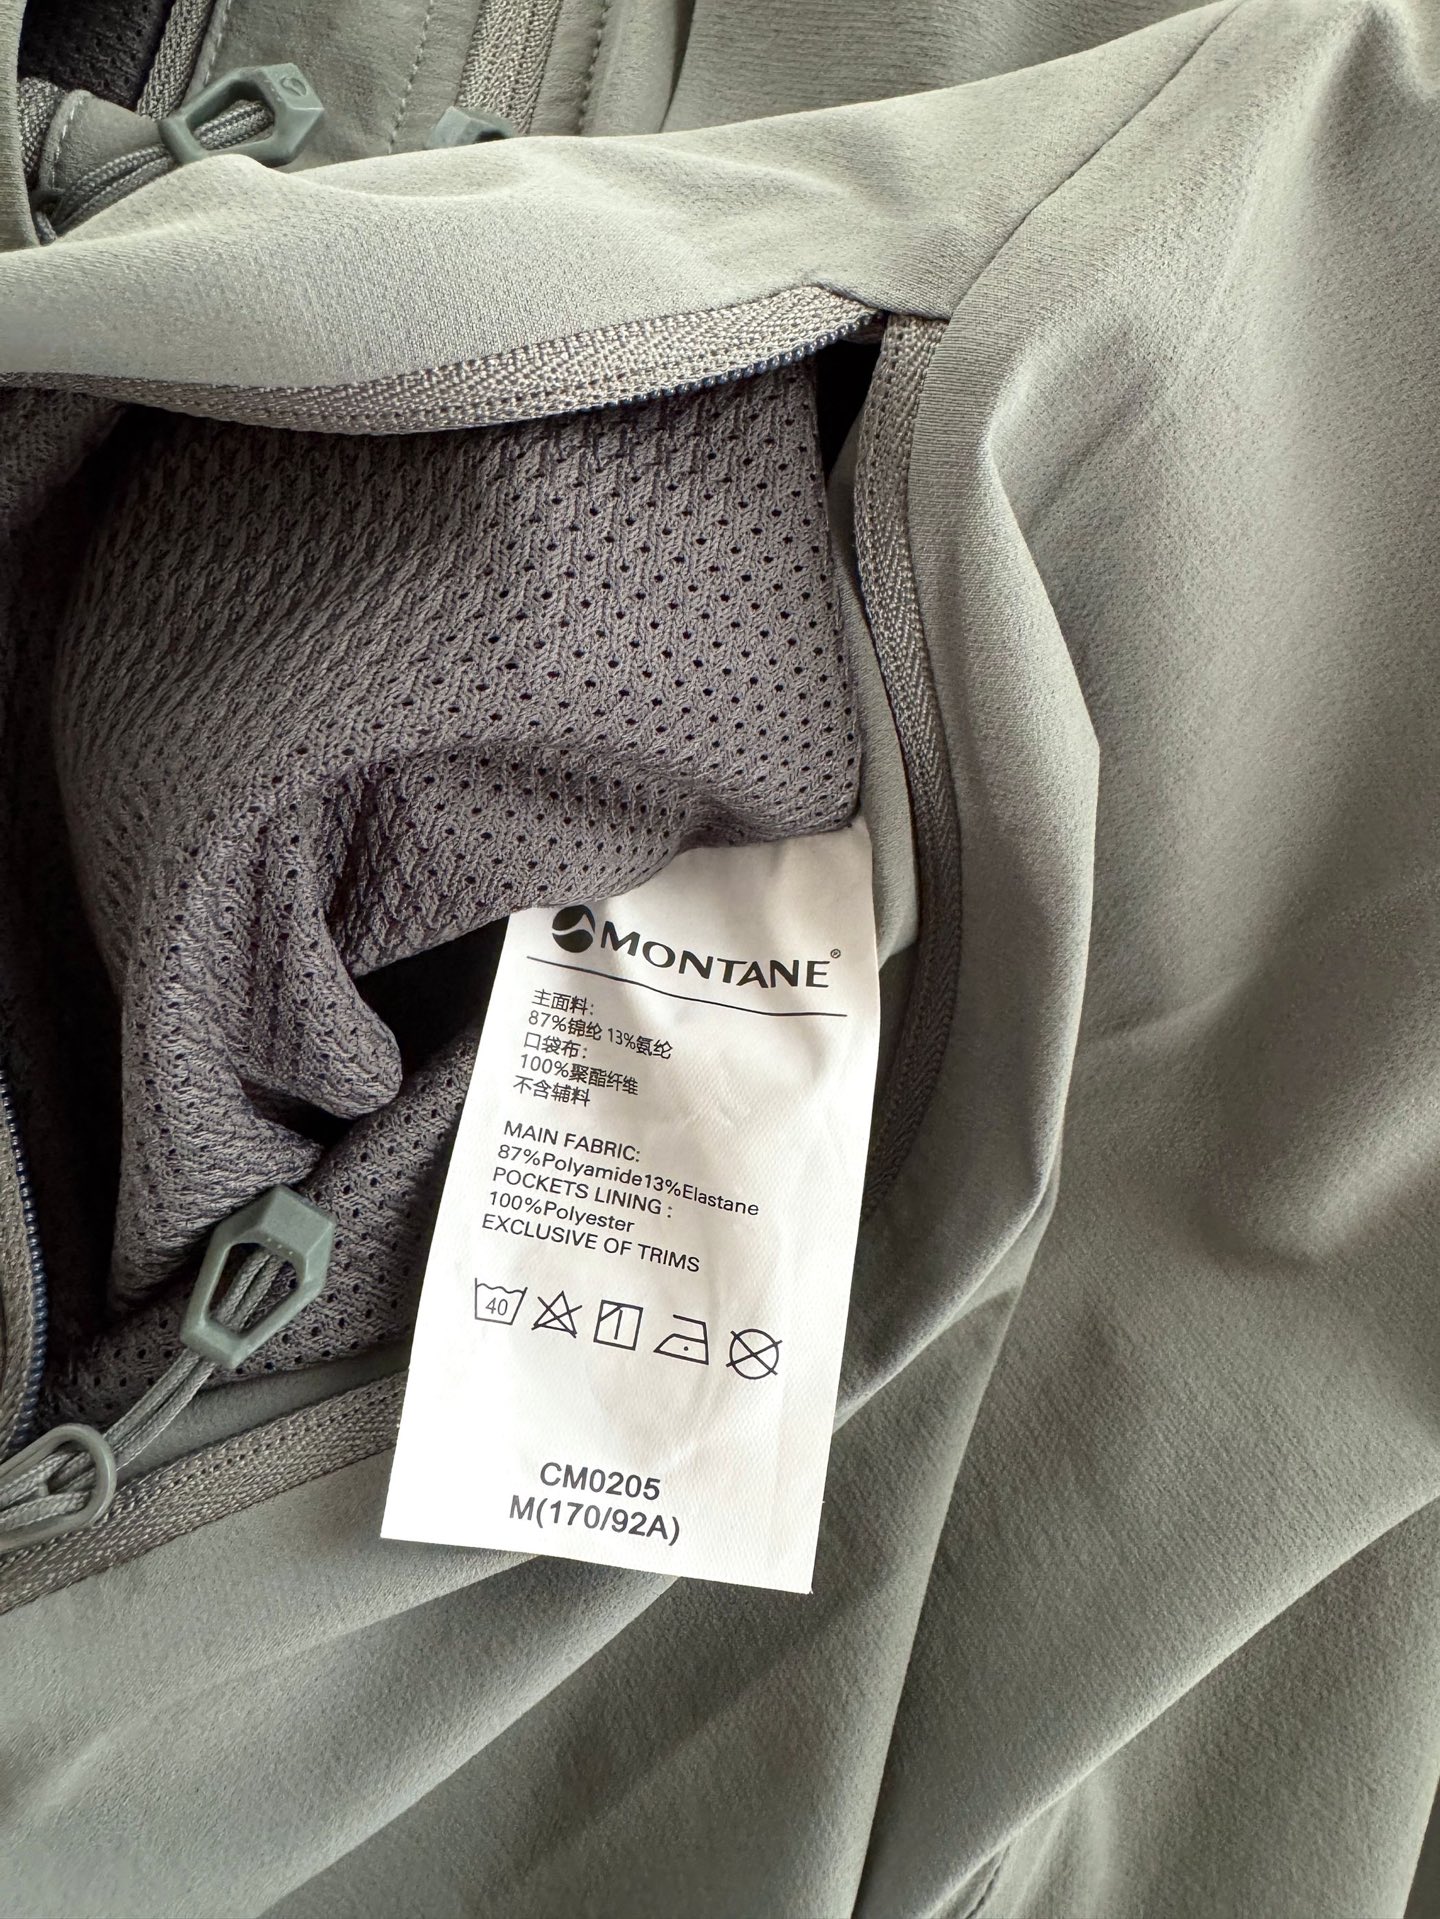 MONTANE®
主面料：
87%锦纶 13%氨纶
口袋布：
100%聚酯纤维
不含辅料
MAIN FABRIC:
87%Polyamide13%Elastane
POCKETS LINING :
100%Polyester
EXCLUSIVE OF TRIMS
40
CM0205
M(170/92A)